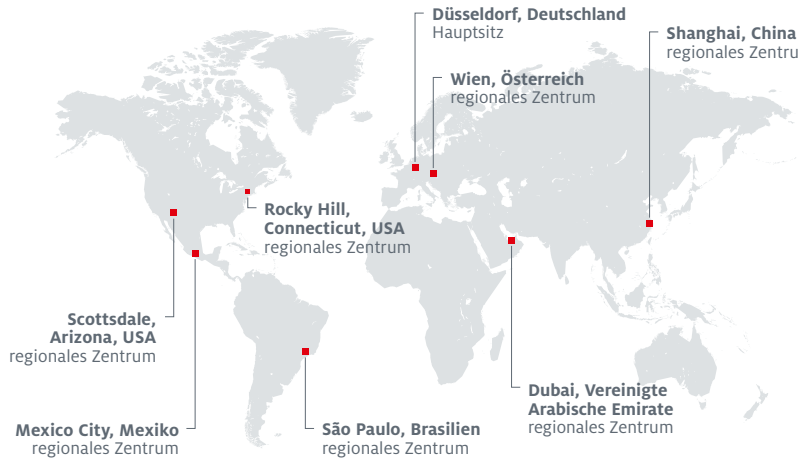 Düsseldorf, Deutschland
Hauptsitz
Shanghai, China
regionales Zentru
Wien, Österreich
regionales Zentrum
Rocky Hill,
Connecticut, USA
regionales Zentrum
Scottsdale,
Arizona, USA
regionales Zentrum
Dubai, Vereinigte
Arabische Emirate
regionales Zentrum
Mexico City, Mexiko
regionales Zentrum
São Paulo, Brasilien
regionales Zentrum